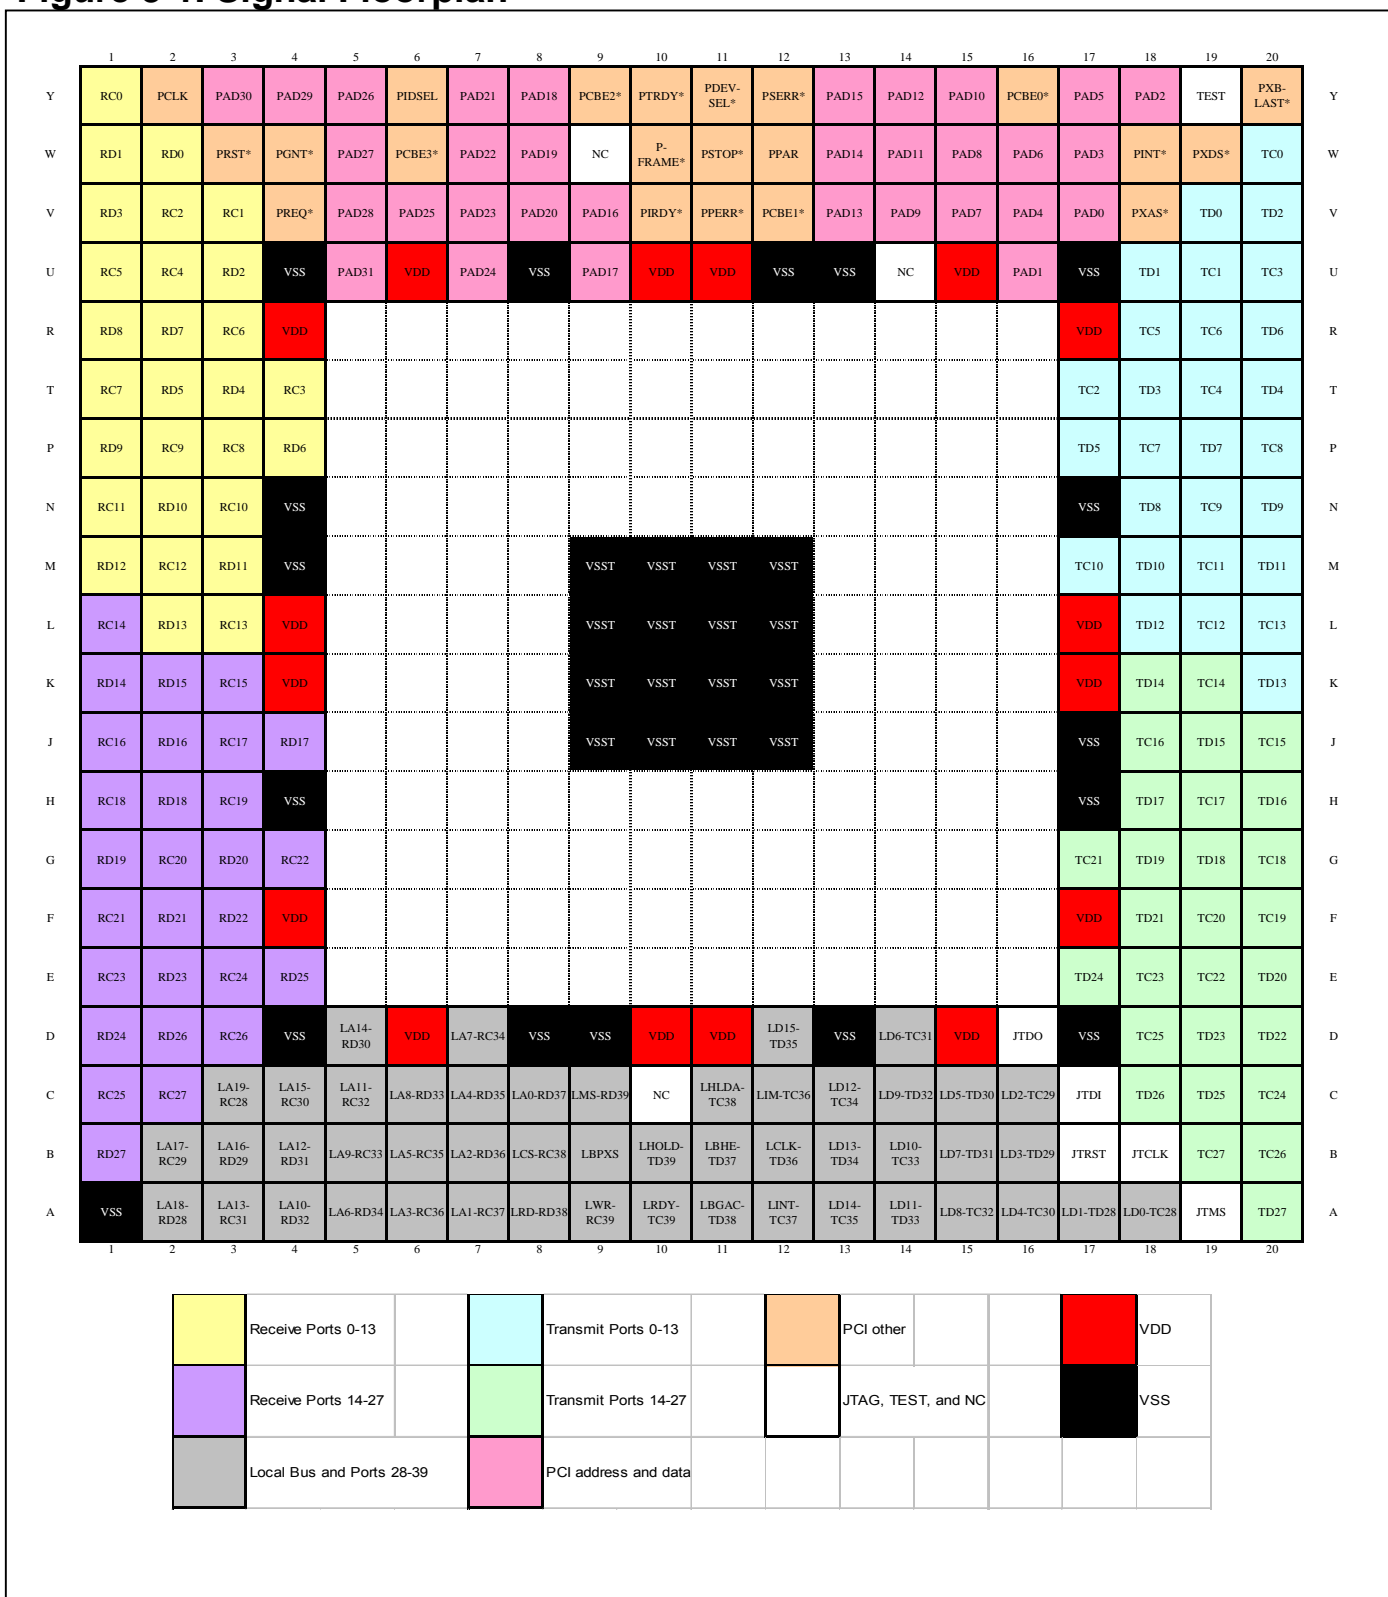 Figure 3-1. Signal Floorplan
1 2 3 4 5 6 7 8 9 10 11 12 13 14 15 16 17 18 19 20
Y RC0 PCLK PAD30 PAD29 PAD26 PIDSEL PAD21 PAD18 PCBE2* PTRDY* PDEV-SEL* PSERR* PAD15 PAD12 PAD10 PCBE0* PAD5 PAD2 TEST PXB-LAST* Y
W RD1 RD0 PRST* PGNT* PAD27 PCBE3* PAD22 PAD19 NC P-FRAME* PSTOP* PPAR PAD14 PAD11 PAD8 PAD6 PAD3 PINT* PXDS* TC0 W
V RD3 RC2 RC1 PREQ* PAD28 PAD25 PAD23 PAD20 PAD16 PIRDY* PPERR* PCBE1* PAD13 PAD9 PAD7 PAD4 PAD0 PXAS* TD0 TD2 V
U RC5 RC4 RD2 VSS PAD31 VDD PAD24 VSS PAD17 VDD VDD VSS VSS NC VDD PAD1 VSS TD1 TC1 TC3 U
R RD8 RD7 RC6 VDD VDD TC5 TC6 TD6 R
T RC7 RD5 RD4 RC3 TC2 TD3 TC4 TD4 T
P RD9 RC9 RC8 RD6 TD5 TC7 TD7 TC8 P
N RC11 RD10 RC10 VSS VSS TD8 TC9 TD9 N
M RD12 RC12 RD11 VSS VSST VSST VSST VSST TC10 TD10 TC11 TD11 M
L RC14 RD13 RC13 VDD VSST VSST VSST VSST VDD TD12 TC12 TC13 L
K RD14 RD15 RC15 VDD VSST VSST VSST VSST VDD TD14 TC14 TD13 K
J RC16 RD16 RC17 RD17 VSST VSST VSST VSST VSS TC16 TD15 TC15 J
H RC18 RD18 RC19 VSS VSS TD17 TC17 TD16 H
G RD19 RC20 RD20 RC22 TC21 TD19 TD18 TC18 G
F RC21 RD21 RD22 VDD VDD TD21 TC20 TC19 F
E RC23 RD23 RC24 RD25 TD24 TC23 TC22 TD20 E
D RD24 RD26 RC26 VSS LA14-RD30 VDD LA7-RC34 VSS VSS VDD VDD LD15-TD35 VSS LD6-TC31 VDD JTDO VSS TC25 TD23 TD22 D
C RC25 RC27 LA19-RC28 LA15-RC30 LA11-RC32 LA8-RD33 LA4-RD35 LA0-RD37 LMS-RD39 NC LHLDA-TC38 LIM-TC36 LD12-TC34 LD9-TD32 LD5-TD30 LD2-TC29 JTDI TD26 TD25 TC24 C
B RD27 LA17-RC29 LA16-RD29 LA12-RD31 LA9-RC33 LA5-RC35 LA2-RD36 LCS-RC38 LBPXS LHOLD-TD39 LBHE-TD37 LCLK-TD36 LD13-TD34 LD10-TC33 LD7-TD31 LD3-TD29 JTRST JTCLK TC27 TC26 B
A VSS LA18-RD28 LA13-RC31 LA10-RD32 LA6-RD34 LA3-RC36 LA1-RC37 LRD-RD38 LWR-RC39 LRDY-TC39 LBGAC-TD38 LINT-TC37 LD14-TC35 LD11-TD33 LD8-TC32 LD4-TC30 LD1-TD28 LD0-TC28 JTMS TD27 A
1 2 3 4 5 6 7 8 9 10 11 12 13 14 15 16 17 18 19 20
Receive Ports 0-13 Transmit Ports 0-13 PCI other VDD
Receive Ports 14-27 Transmit Ports 14-27 JTAG, TEST, and NC VSS
Local Bus and Ports 28-39 PCI address and data